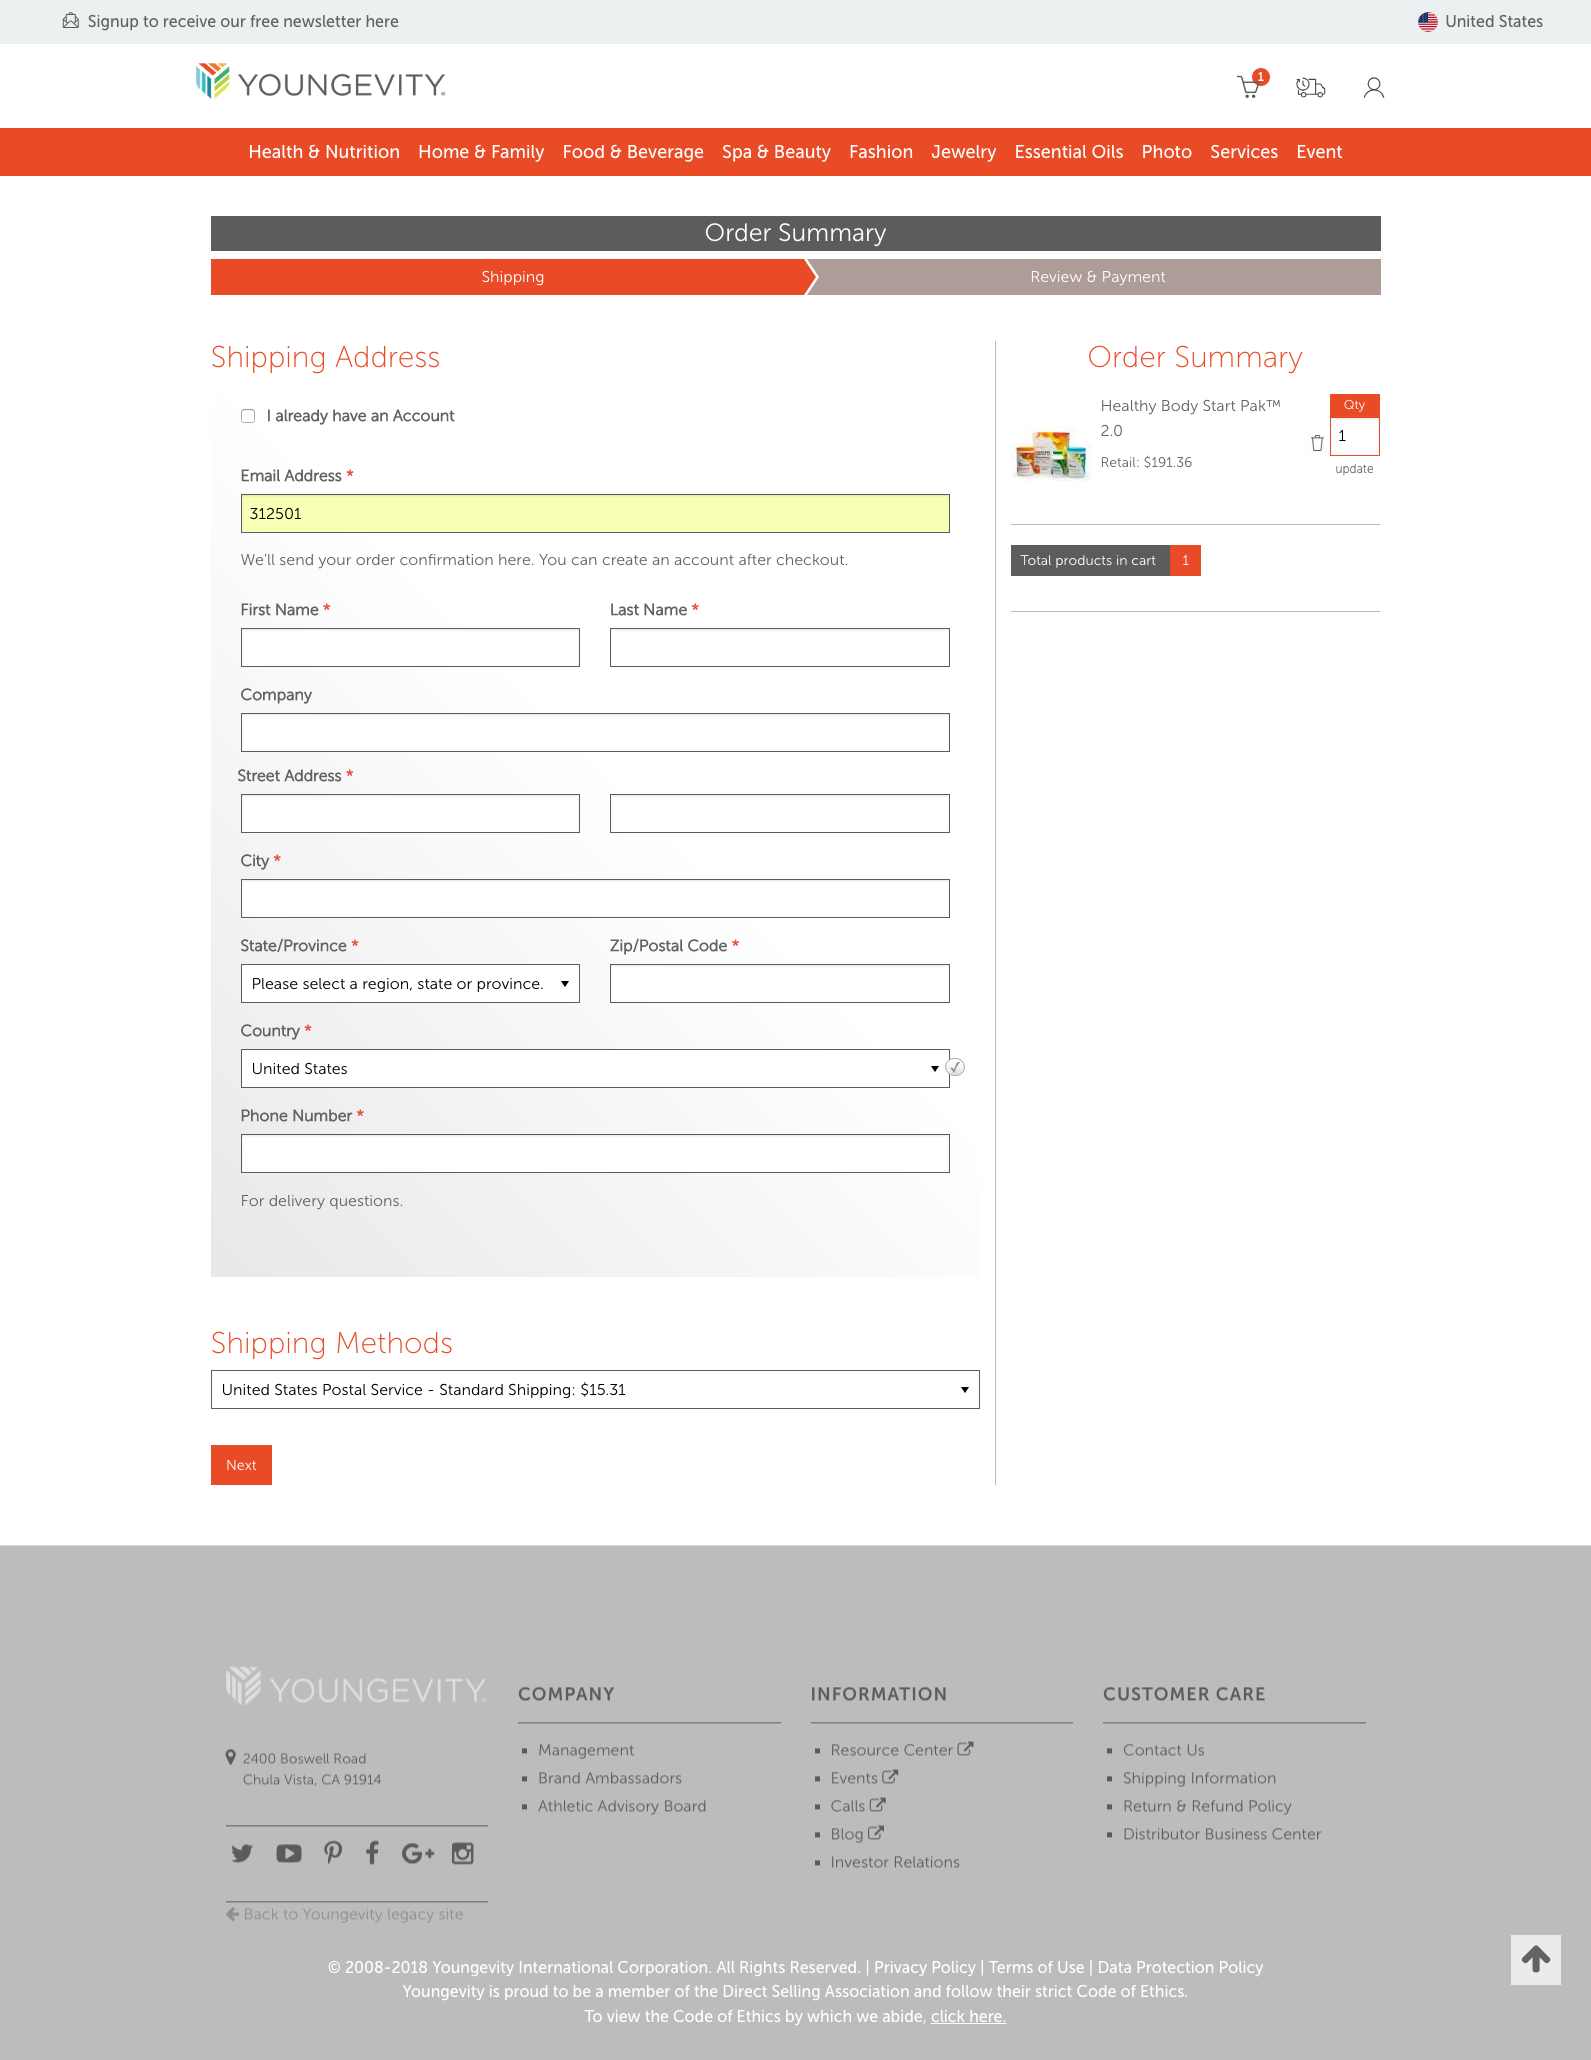 Signup to receive our free newsletter here
United States
YOUNGEVITY
1
Health & Nutrition Home & Family Food & Beverage Spa & Beauty Fashion Jewelry Essential Oils Photo Services Event
Order Summary
Shipping
Review & Payment
Shipping Address
I already have an Account
Email Address *
312501
We'll send your order confirmation here. You can create an account after checkout.
First Name *
Last Name *
Company
Street Address *
City *
State/Province *
Zip/Postal Code *
Please select a region, state or province.
Country *
United States
Phone Number *
For delivery questions.
Shipping Methods
United States Postal Service - Standard Shipping: $15.31
Next
Order Summary
Healthy Body Start Pak™
2.0
Retail: $191.36
Qty
1
update
Total products in cart 1
YOUNGEVITY
2400 Boswell Road
Chula Vista, CA 91914
Back to Youngevity legacy site
COMPANY
Management
Brand Ambassadors
Athletic Advisory Board
INFORMATION
Resource Center
Events
Calls
Blog
Investor Relations
CUSTOMER CARE
Contact Us
Shipping Information
Return & Refund Policy
Distributor Business Center
© 2008-2018 Youngevity International Corporation. All Rights Reserved. | Privacy Policy | Terms of Use | Data Protection Policy
Youngevity is proud to be a member of the Direct Selling Association and follow their strict Code of Ethics.
To view the Code of Ethics by which we abide, click here.